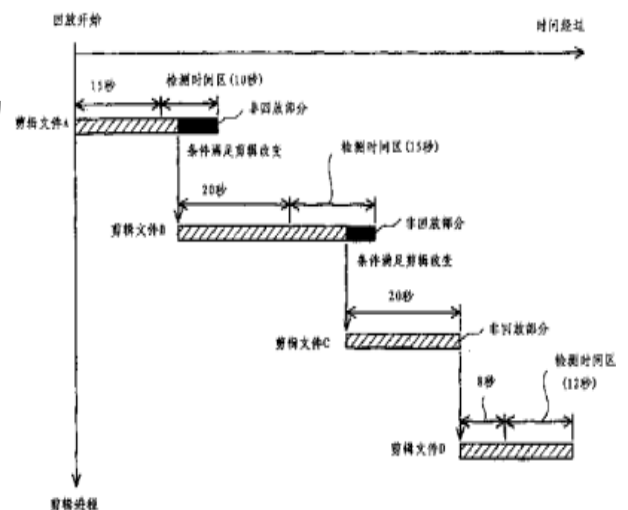 回放开始
时间经过
15秒
检测时间区(10秒)
非回放部分
剪辑文件A
条件满足剪辑改变
检测时间区(15秒)
20秒
剪辑文件B
非回放部分
条件满足剪辑改变
20秒
非回放部分
剪辑文件C
检测时间区
(12秒)
8秒
剪辑文件D
剪辑进程